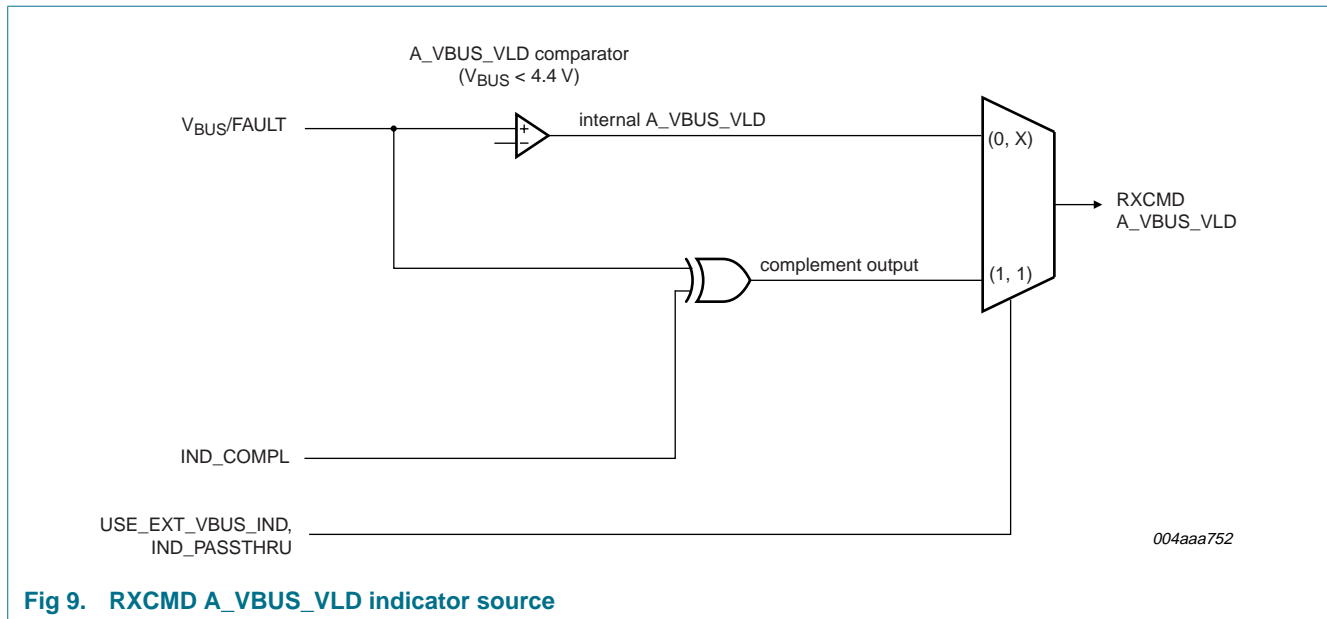 A_VBUS_VLD comparator
(VBUS < 4.4 V)
VBUS/FAULT
internal A_VBUS_VLD
+
−
(0, X)
RXCMD
A_VBUS_VLD
complement output
(1, 1)
IND_COMPL
USE_EXT_VBUS_IND,
IND_PASSTHRU
004aaa752
Fig 9. RXCMD A_VBUS_VLD indicator source